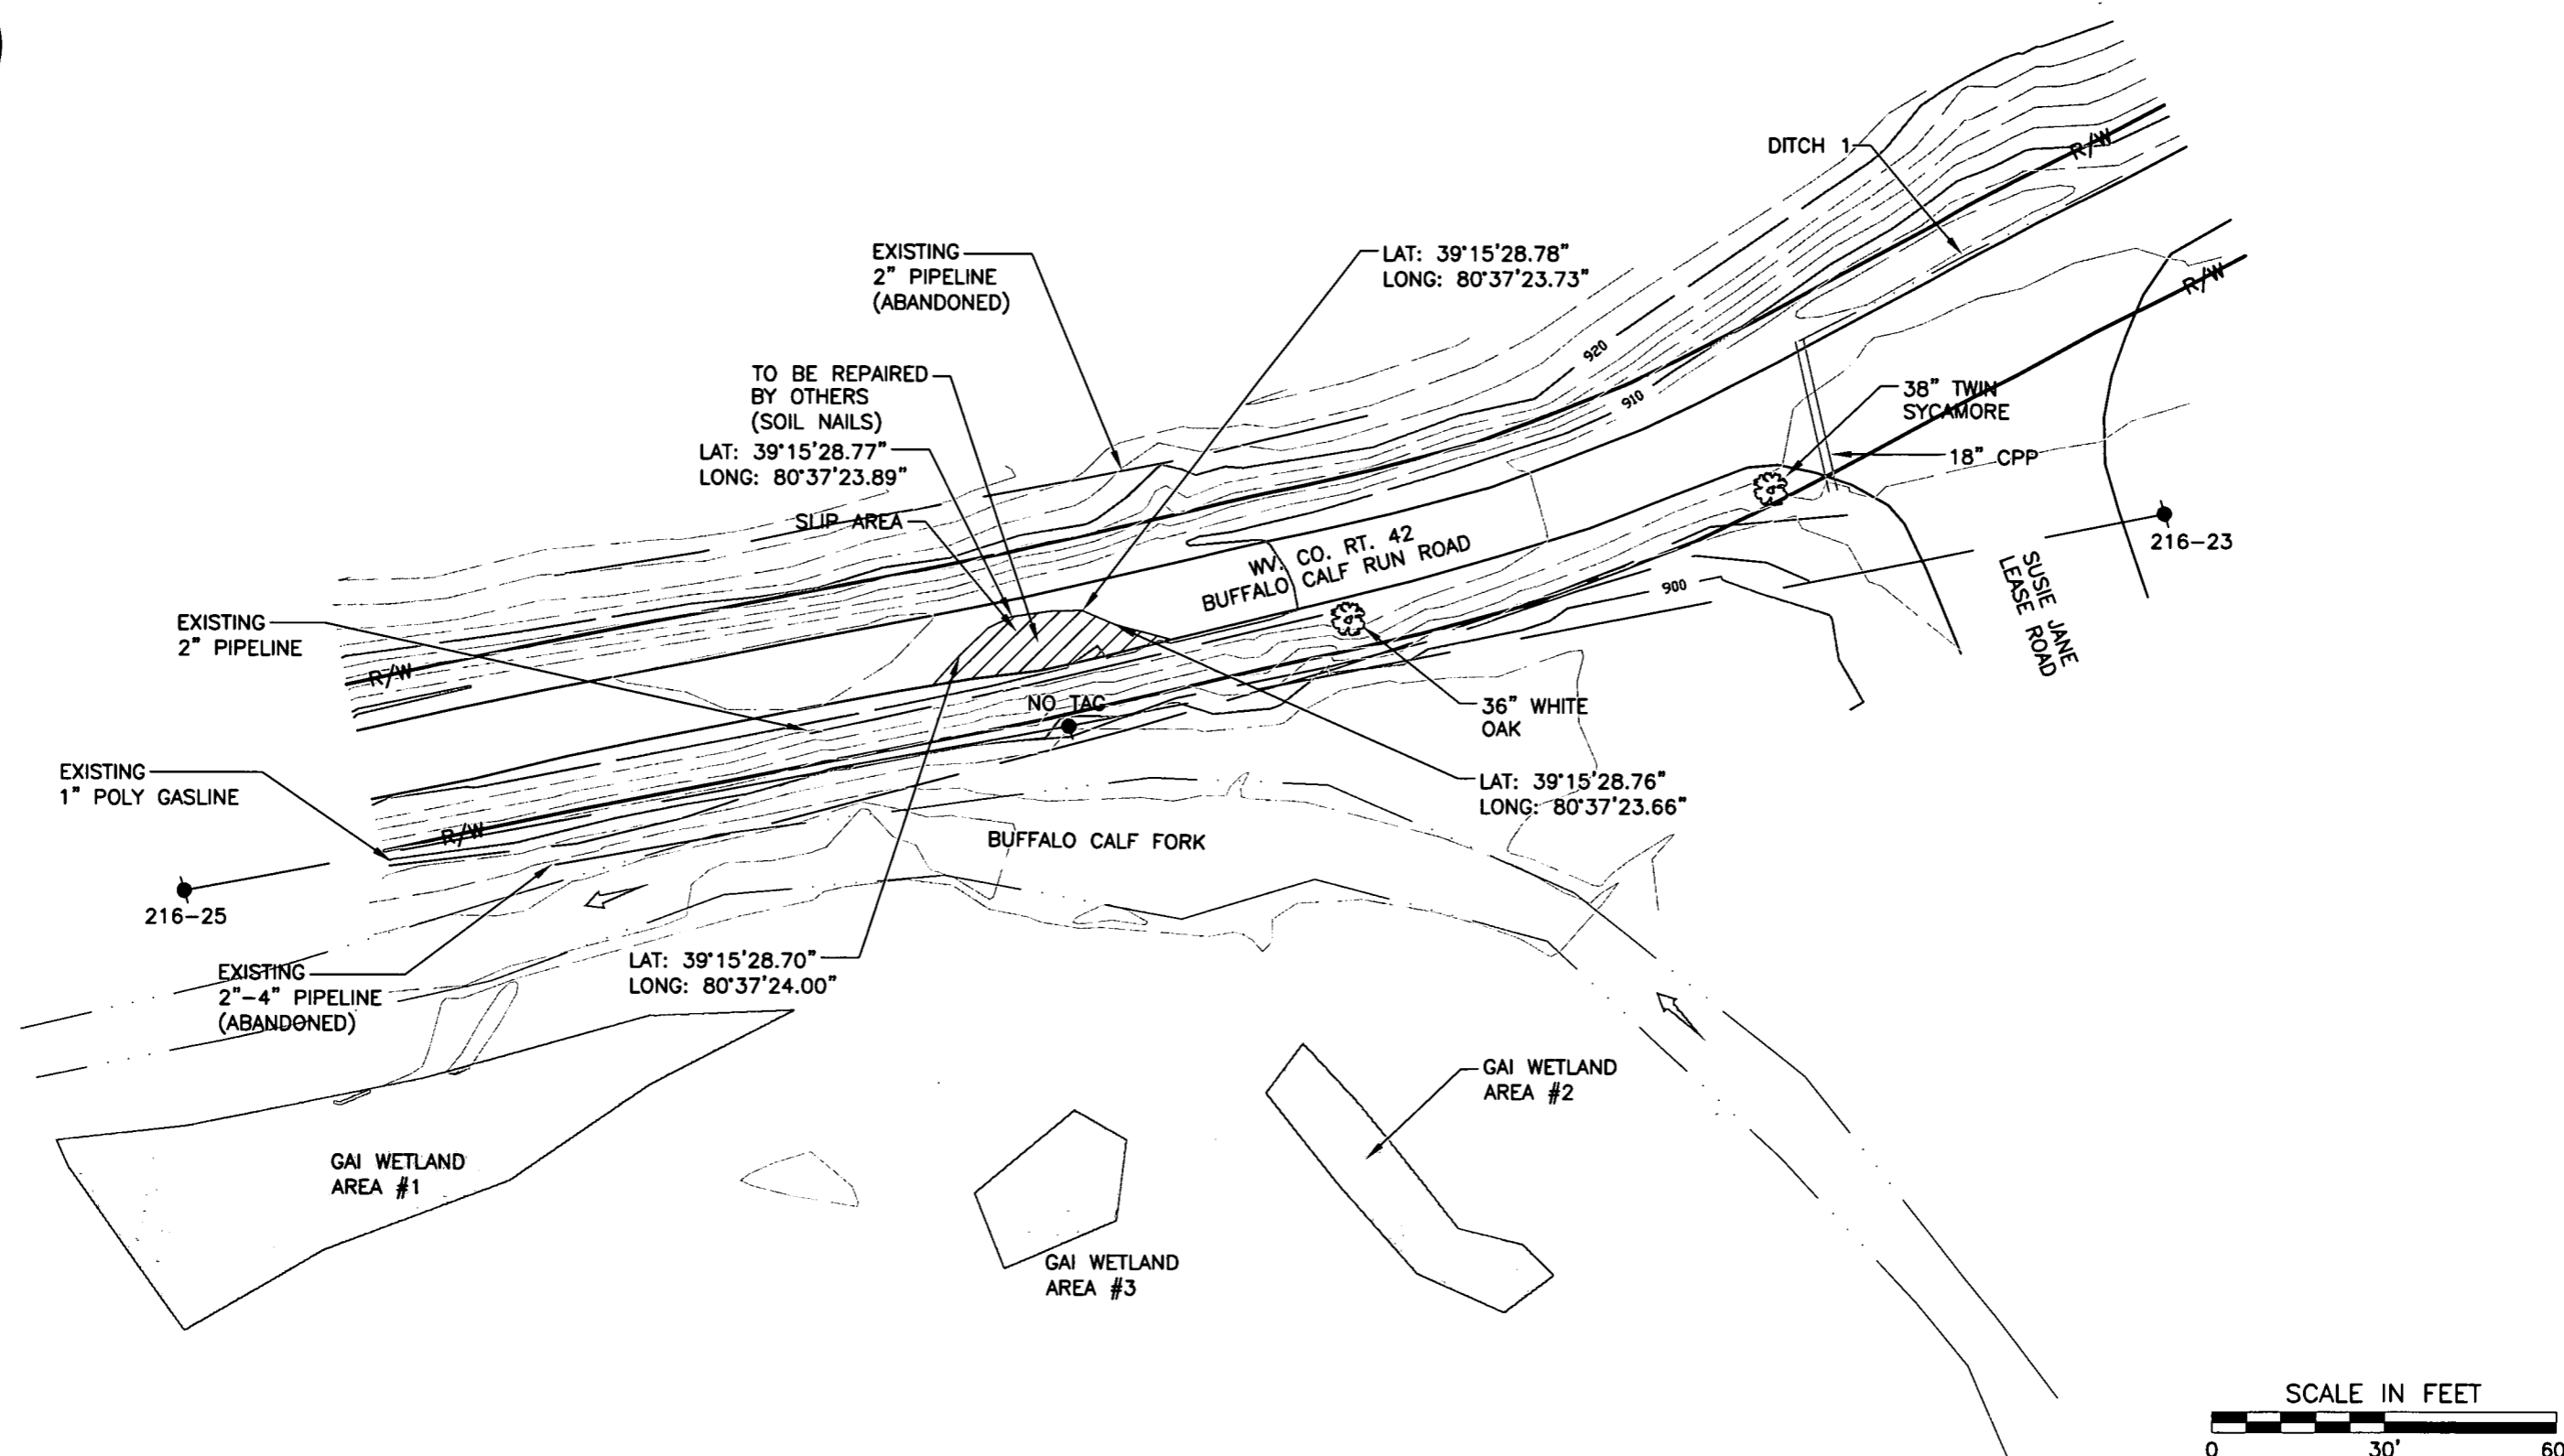 DITCH 1
R/W
EXISTING
2" PIPELINE
(ABANDONED)
LAT: 39°15'28.78"
LONG: 80°37'23.73"
R/W
920
TO BE REPAIRED
BY OTHERS
(SOIL NAILS)
910
38" TWIN
SYCAMORE
LAT: 39°15'28.77"
LONG: 80°37'23.89"
18" CPP
SLIP AREA
WV. CO. RT. 42
BUFFALO CALF RUN ROAD
216-23
SUSIE JANE
LEASE ROAD
900
EXISTING
2" PIPELINE
R/W
NO TAG
36" WHITE
OAK
EXISTING
1" POLY GASLINE
LAT: 39°15'28.76"
LONG: 80°37'23.66"
R/W
BUFFALO CALF FORK
216-25
LAT: 39°15'28.70"
LONG: 80°37'24.00"
EXISTING
2"-4" PIPELINE
(ABANDONED)
GAI WETLAND
AREA #2
GAI WETLAND
AREA #1
GAI WETLAND
AREA #3
SCALE IN FEET
0 30' 60